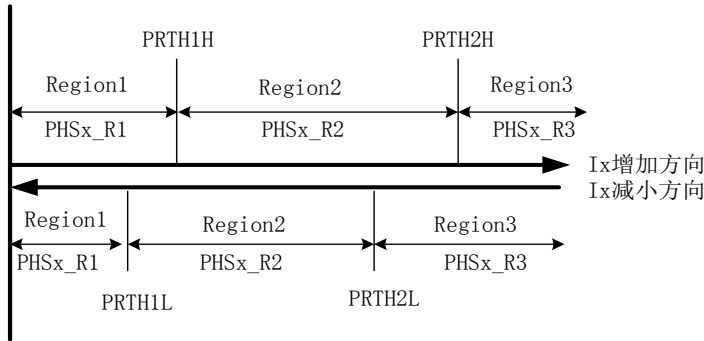 PRTH1H PRTH2H
Region1 Region2 Region3
PHSx_R1 PHSx_R2 PHSx_R3
Ix增加方向
Ix减小方向
Region1 Region2 Region3
PHSx_R1 PHSx_R2 PHSx_R3
PRTH1L PRTH2L